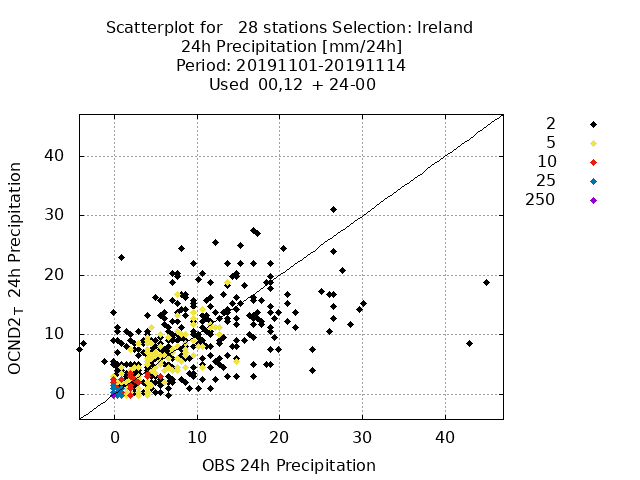 Scatterplot for 28 stations Selection: Ireland
24h Precipitation [mm/24h]
Period: 20191101-20191114
Used 00,12 + 24-00
2
5
10
25
250
OCND2T 24h Precipitation
40
30
20
10
0
0 10 20 30 40
OBS 24h Precipitation